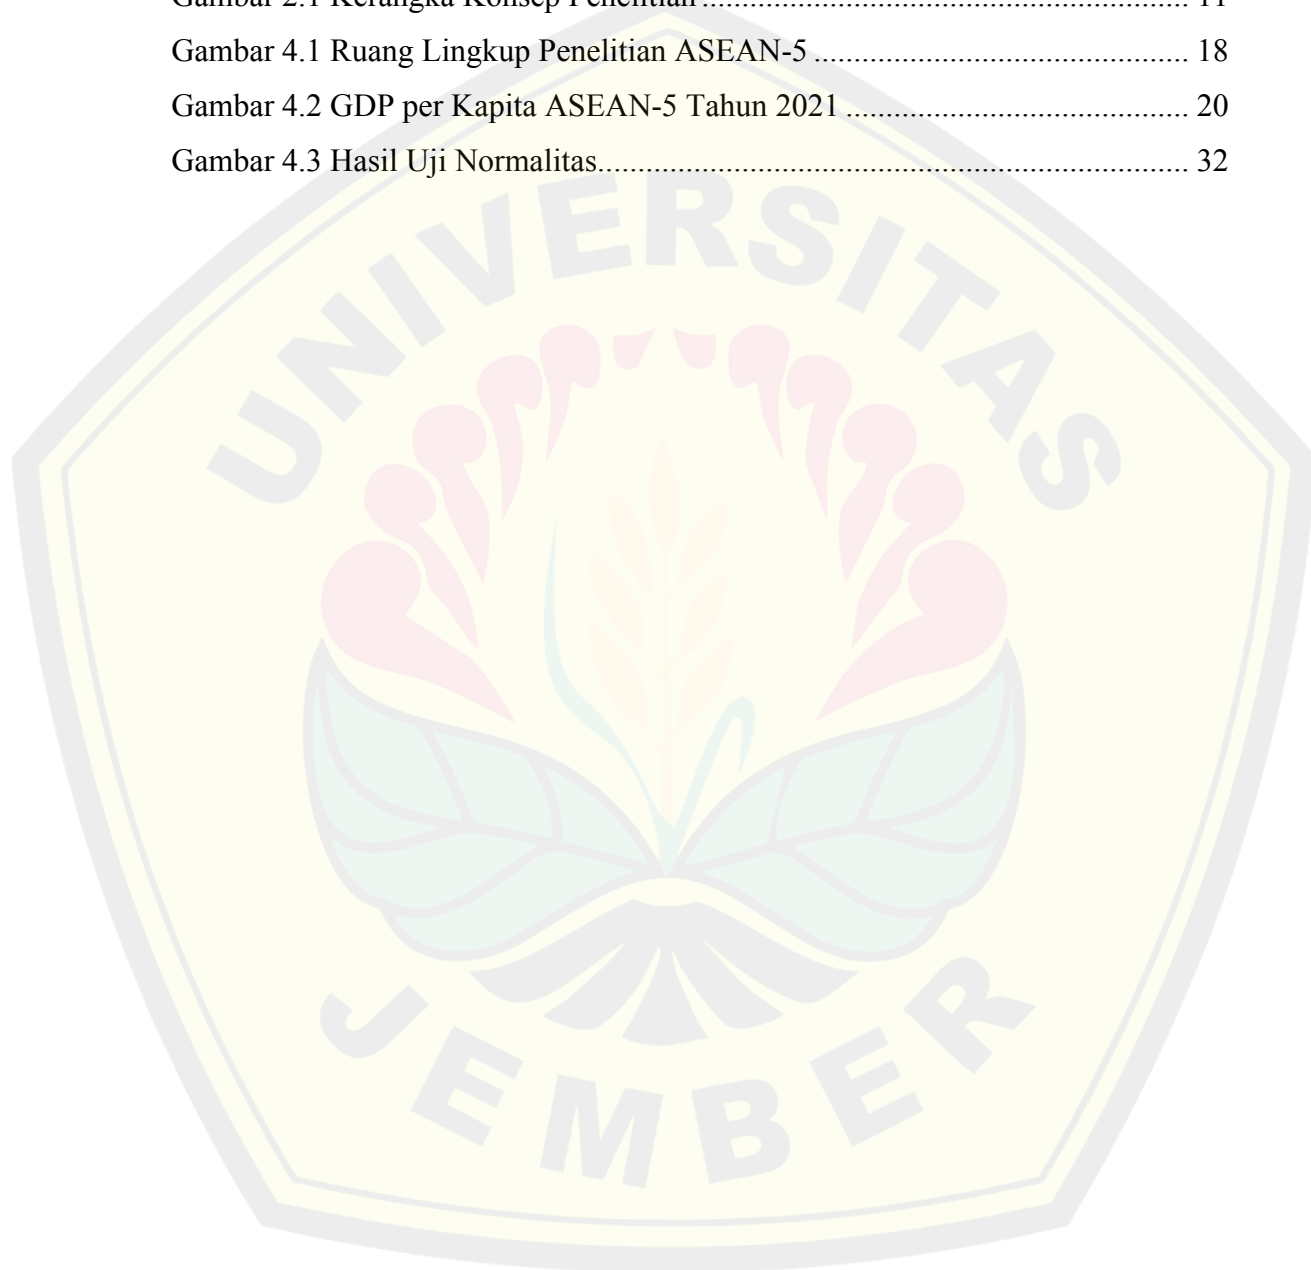 Gambar 2.1 Kerangka Konsep Penelitian ............................................................. 11
Gambar 4.1 Ruang Lingkup Penelitian ASEAN-5 ............................................... 18
Gambar 4.2 GDP per Kapita ASEAN-5 Tahun 2021 ........................................... 20
Gambar 4.3 Hasil Uji Normalitas.......................................................................... 32
UNIVERSITAS
JEMBER